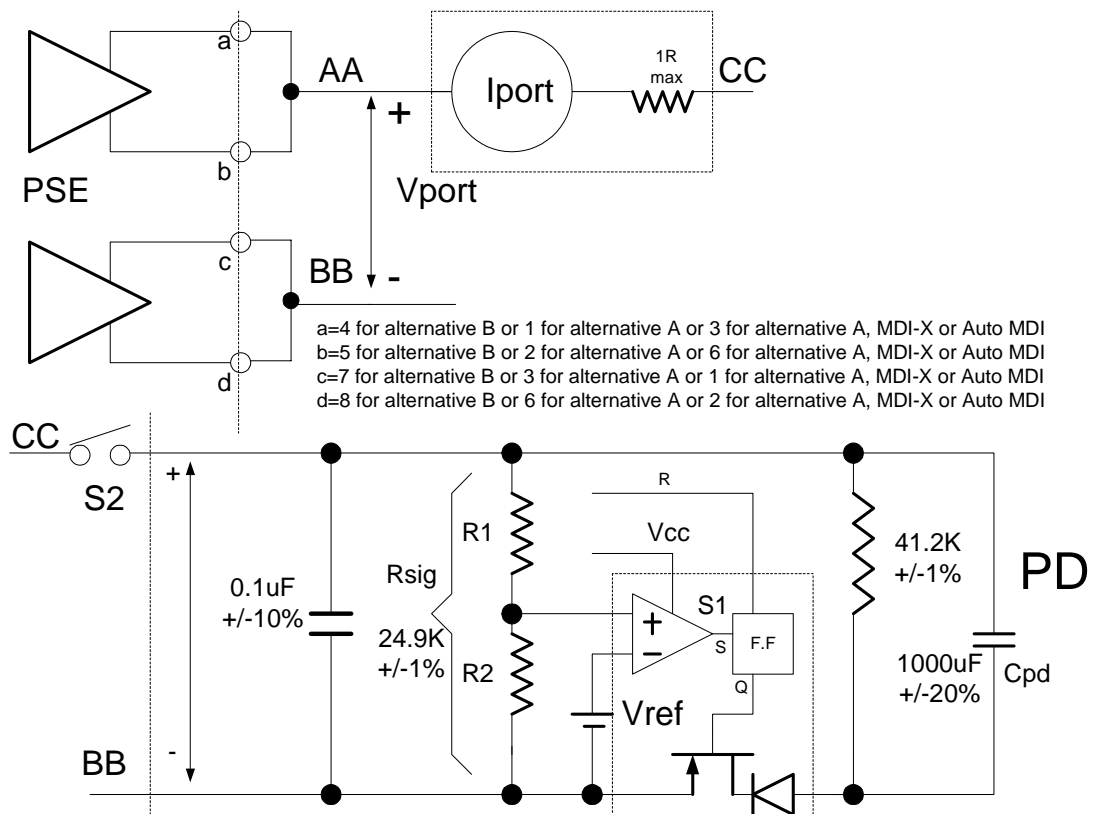 a
AA
1R
max
CC
Iport
+
b
PSE
Vport
c
BB
-
a=4 for alternative B or 1 for alternative A or 3 for alternative A, MDI-X or Auto MDI
b=5 for alternative B or 2 for alternative A or 6 for alternative A, MDI-X or Auto MDI
c=7 for alternative B or 3 for alternative A or 1 for alternative A, MDI-X or Auto MDI
d=8 for alternative B or 6 for alternative A or 2 for alternative A, MDI-X or Auto MDI
d
CC
+
S2
R
R1
Vcc
41.2K
+/-1%
PD
Rsig
0.1uF
+/-10%
S1
+
-
S
F.F
24.9K
+/-1%
R2
Q
1000uF
+/-20%
Cpd
Vref
-
BB